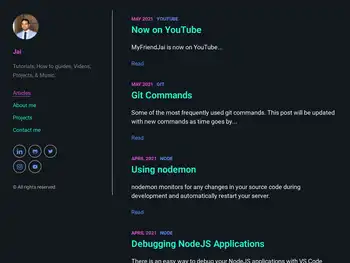 Jai
Tutorials, How to guides, Videos,
Projects, & Music.
Articles
About me
Projects
Contact me
© All rights reserved
MAY 2021 YOUTUBE
Now on YouTube
MyFriendJai is now on YouTube...
Read
MAY 2021 GIT
Git Commands
Some of the most frequently used git commands. This post will be updated
with new commands as time goes by...
Read
APRIL 2021 NODE
Using nodemon
nodemon monitors for any changes in your source code during
development and automatically restart your server.
Read
APRIL 2021 NODE
Debugging NodeJS Applications
There is an easy way to debug your NodeJS applications with VS Code